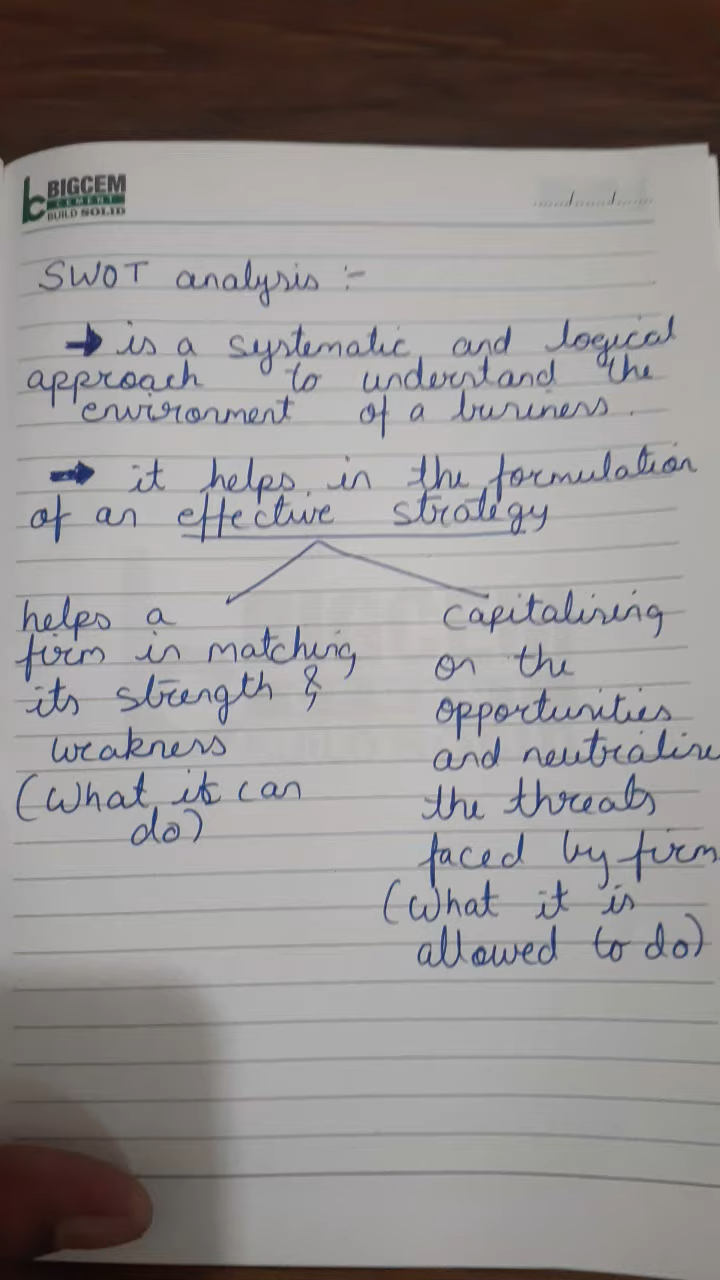 BIGCEM
CEMENT
BUILD SOLID
SWOT analysis :-
→ is a systematic and logical
approach to understand the
environment of a business.
→ it helps in the formulation
of an effective strategy
helps a
firm in matching
its strength &
weakness
(What it can
do)
capitalising
on the
opportunities
and neutralise
the threats
faced by firm
(What it is
allowed to do)